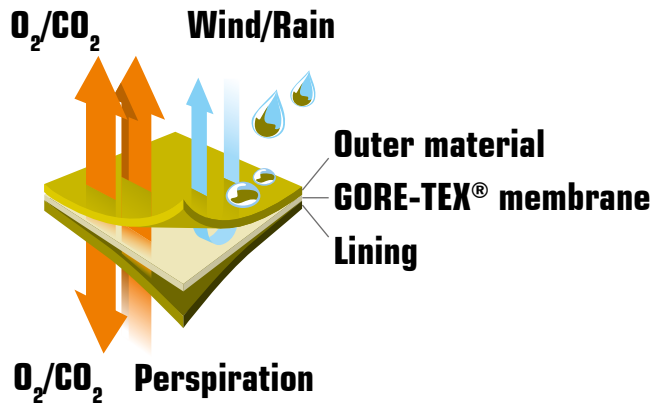 O₂/CO₂ Wind/Rain
Outer material
GORE-TEX® membrane
Lining
O₂/CO₂ Perspiration